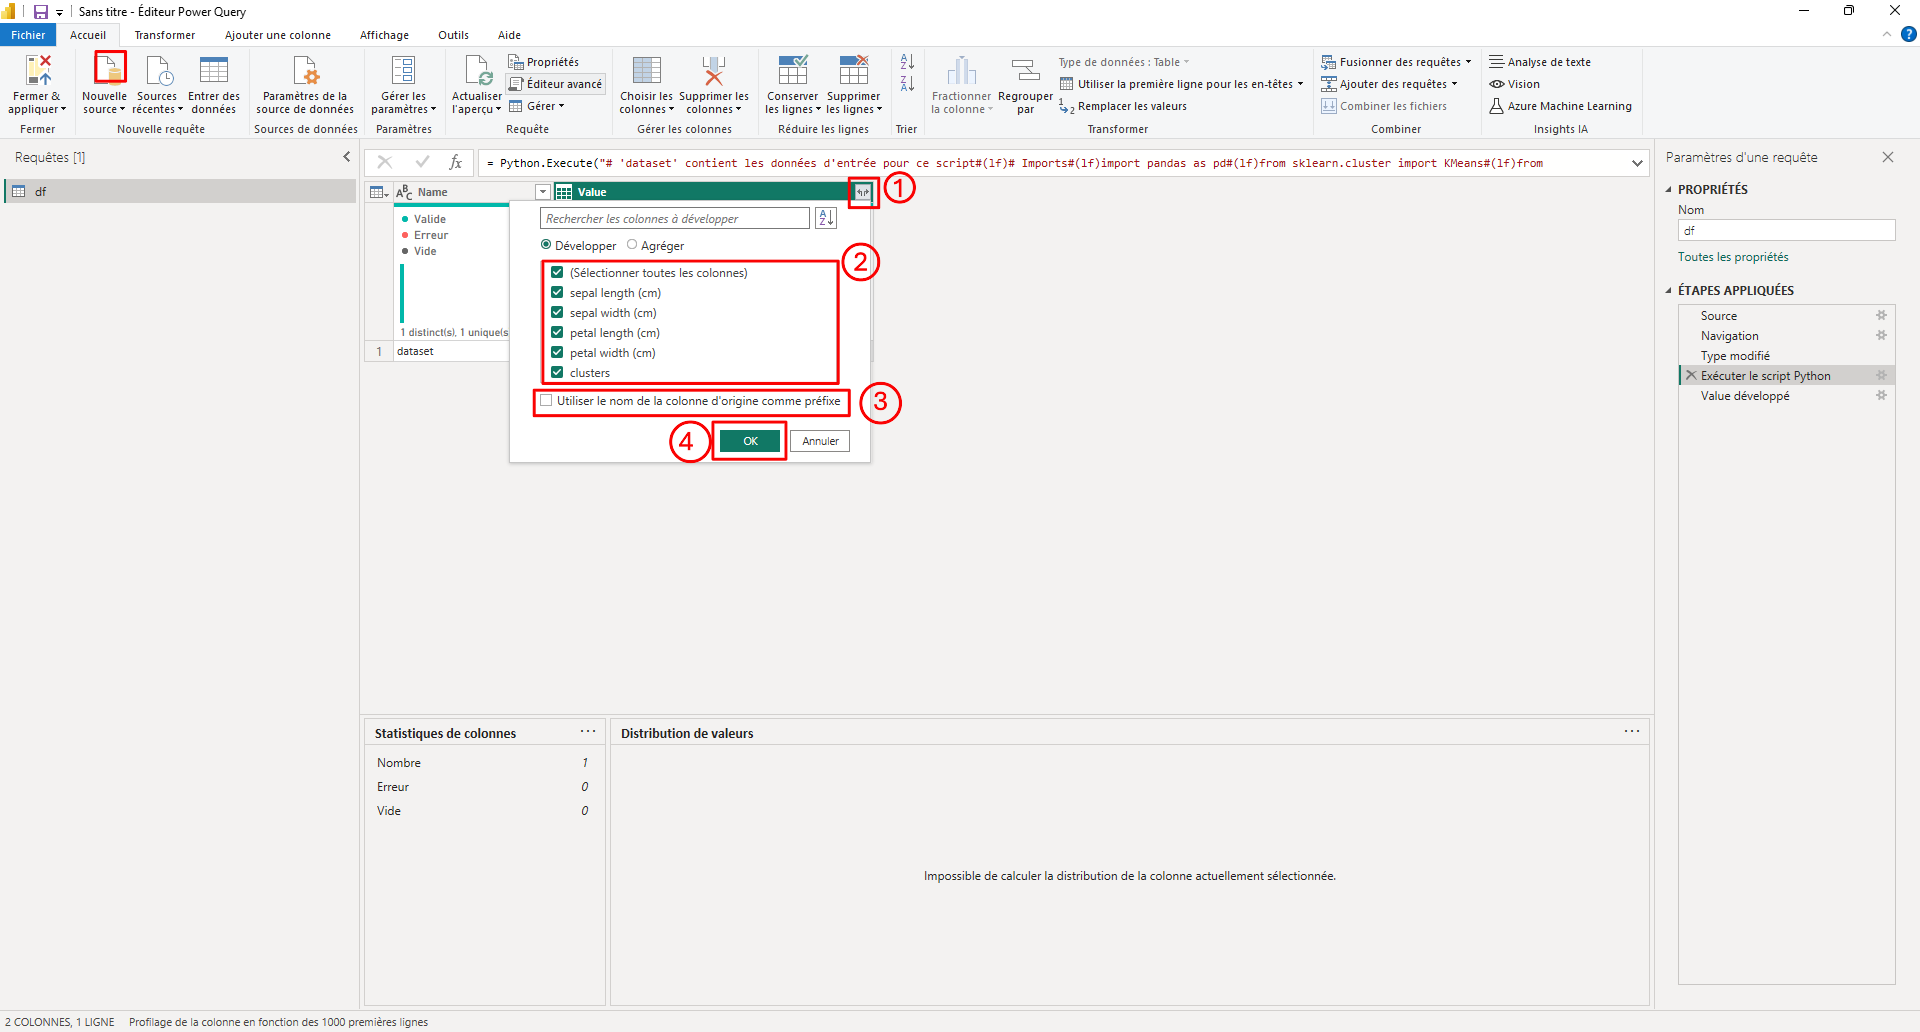 Sans titre - Éditeur Power Query
Fichier
Accueil
Transformer
Ajouter une colonne
Affichage
Outils
Aide
?
Fermer &
appliquer
Fermer
Nouvelle
source
Sources
récentes
Entrer des
données
Nouvelle requête
Paramètres de la
source de données
Sources de données
Gérer les
paramètres
Paramètres
Actualiser
l'aperçu
Propriétés
Éditeur avancé
Gérer
Requête
Choisir les
colonnes
Supprimer les
colonnes
Gérer les colonnes
Conserver
les lignes
Supprimer
les lignes
Réduire les lignes
A
Z
Z
A
Trier
Fractionner
la colonne
Regrouper
par
Type de données : Table
Utiliser la première ligne pour les en-têtes
1
2
Remplacer les valeurs
Transformer
Fusionner des requêtes
Ajouter des requêtes
Combiner les fichiers
Combiner
Analyse de texte
Vision
Azure Machine Learning
Insights IA
Requêtes [1]
df
fx
= Python.Execute("# 'dataset' contient les données d'entrée pour ce script#(lf)# Imports#(lf)import pandas as pd#(lf)from sklearn.cluster import KMeans#(lf)from
ABC Name
Value
1
Valide
Erreur
Vide
1 distinct(s), 1 unique(s
1
dataset
Rechercher les colonnes à développer
A
Z
Développer
Agréger
2
(Sélectionner toutes les colonnes)
sepal length (cm)
sepal width (cm)
petal length (cm)
petal width (cm)
clusters
Utiliser le nom de la colonne d'origine comme préfixe
3
4
OK
Annuler
Paramètres d'une requête
PROPRIÉTÉS
Nom
df
Toutes les propriétés
ÉTAPES APPLIQUÉES
Source
Navigation
Type modifié
Exécuter le script Python
Value développé
Statistiques de colonnes
...
Nombre 1
Erreur 0
Vide 0
Distribution de valeurs
...
Impossible de calculer la distribution de la colonne actuellement sélectionnée.
2 COLONNES, 1 LIGNE
Profilage de la colonne en fonction des 1000 premières lignes